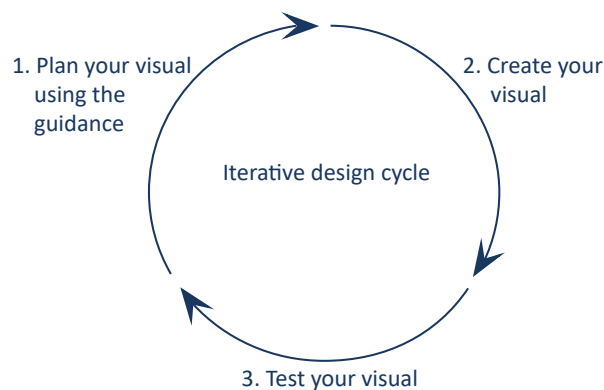 1. Plan your visual
using the
guidance
2. Create your
visual
Iterative design cycle
3. Test your visual